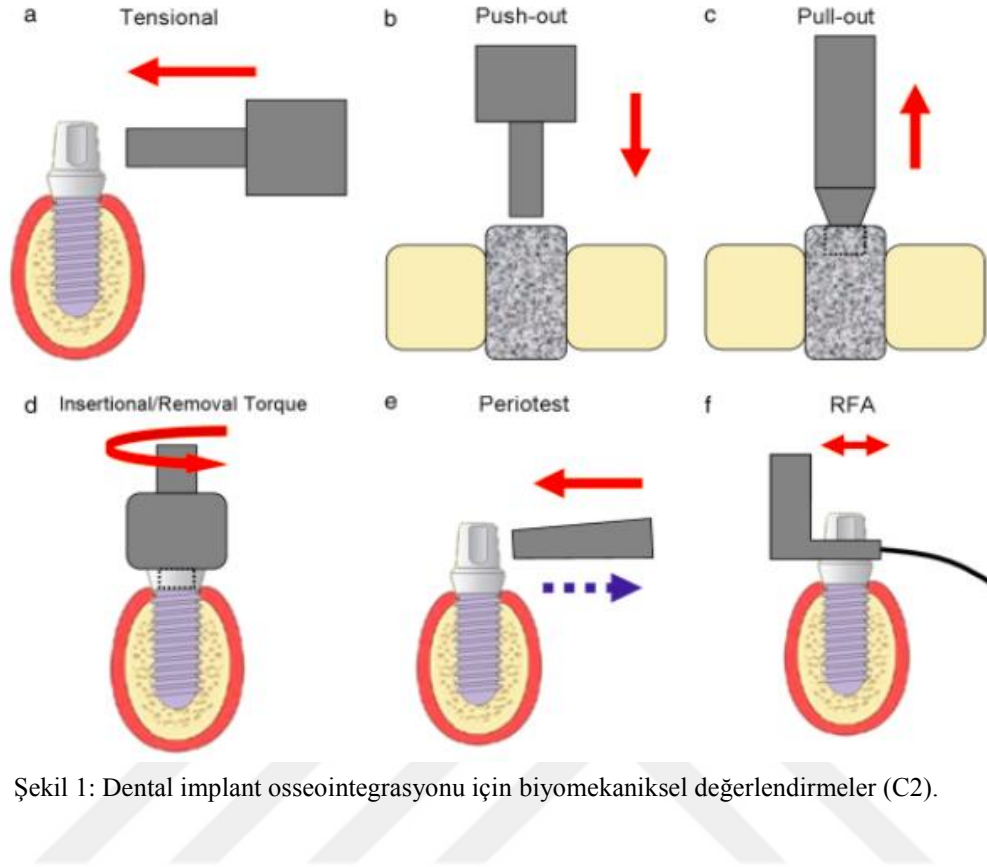 a Tensional
b Push-out
c Pull-out
d Insertional/Removal Torque
e Periotest
f RFA
Şekil 1: Dental implant osseointegrasyonu için biyomekaniksel değerlendirmeler (C2).